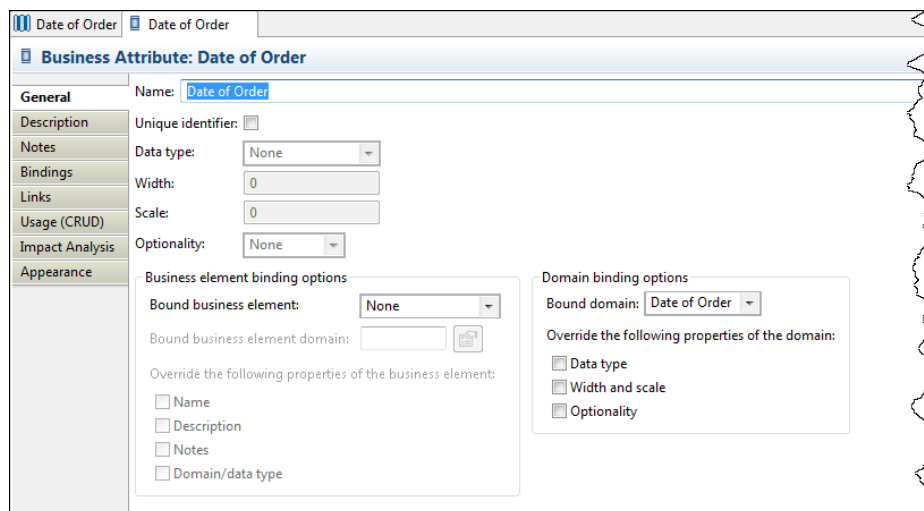 Date of Order Date of Order
Business Attribute: Date of Order
General
Description
Notes
Bindings
Links
Usage (CRUD)
Impact Analysis
Appearance
Name: Date of Order
Unique identifier:
Data type: None
Width: 0
Scale: 0
Optionality: None
Business element binding options
Bound business element: None
Bound business element domain:
Override the following properties of the business element:
Name
Description
Notes
Domain/data type
Domain binding options
Bound domain: Date of Order
Override the following properties of the domain:
Data type
Width and scale
Optionality